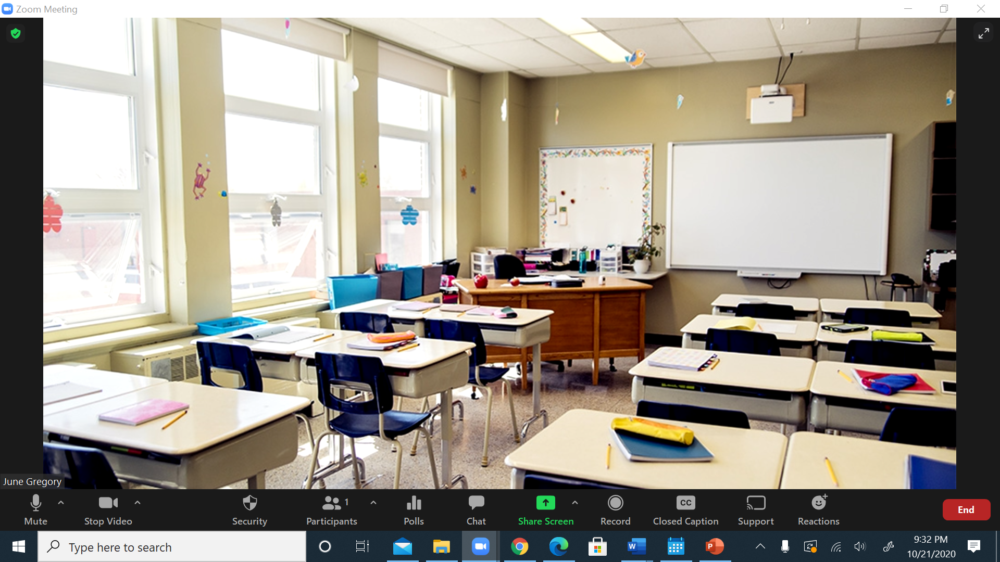 Zoom Meeting
June Gregory
Mute
Stop Video
Security
1
Participants
Polls
Chat
Share Screen
Record
CC
Closed Caption
Support
Reactions
End
Type here to search
W
P
9:32 PM
10/21/2020